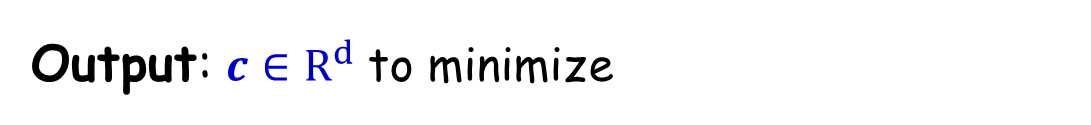 Output: c ∈ R^d to minimize